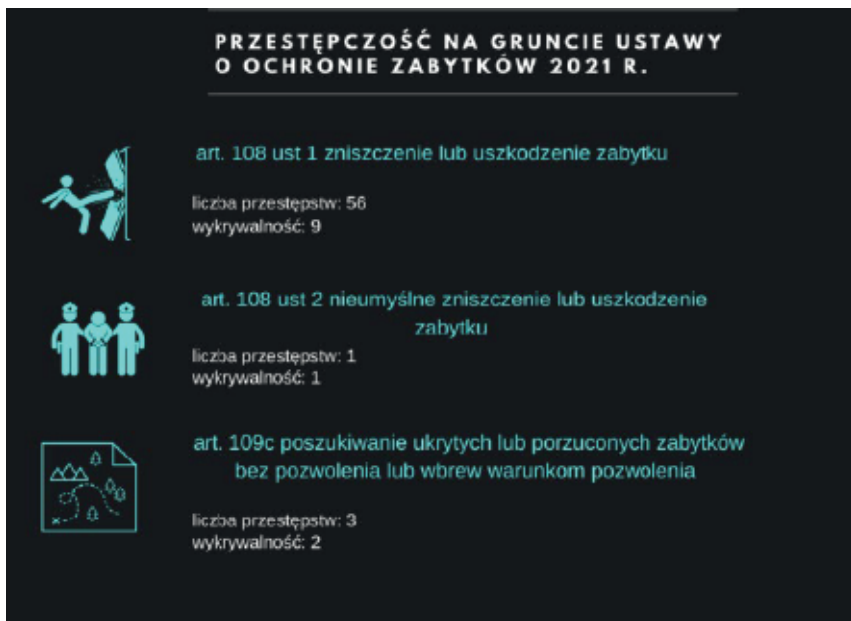 PRZESTĘPCZOŚĆ NA GRUNCIE USTAWY
O OCHRONIE ZABYTKÓW 2021 R.
art. 108 ust 1 zniszczenie lub uszkodzenie zabytku
liczba przestępstw: 56
wykrywalność: 9
art. 108 ust 2 nieumyślne zniszczenie lub uszkodzenie
zabytku
liczba przestępstw: 1
wykrywalność: 1
art. 109c poszukiwanie ukrytych lub porzuconych zabytków
bez pozwolenia lub wbrew warunkom pozwolenia
liczba przestępstw: 3
wykrywalność: 2